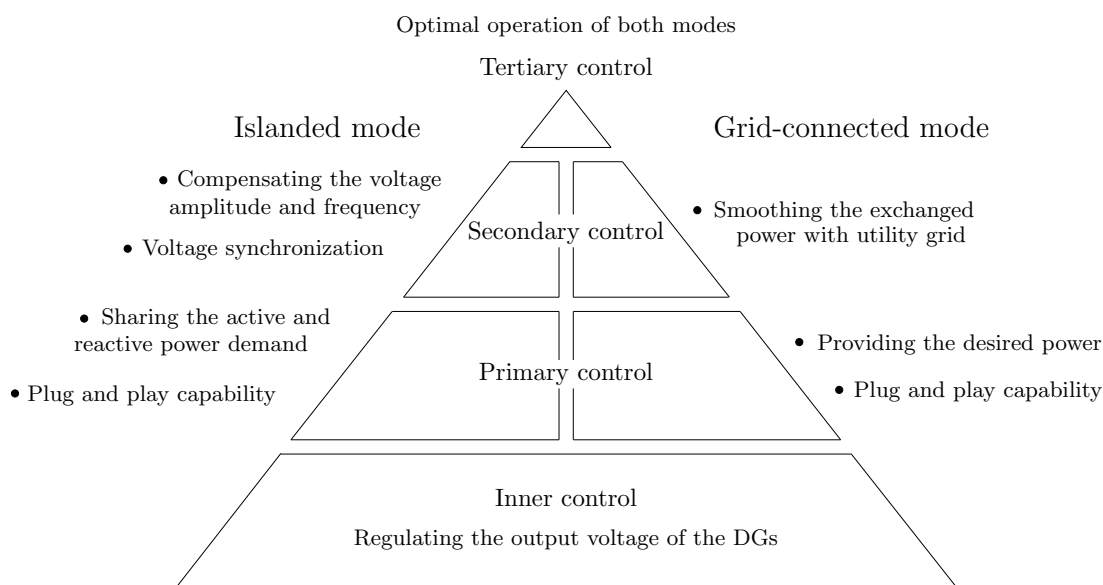 Optimal operation of both modes
Tertiary control
Islanded mode
Grid-connected mode
• Compensating the voltage
amplitude and frequency
• Voltage synchronization
Secondary control
• Smoothing the exchanged
power with utility grid
• Sharing the active and
reactive power demand
• Plug and play capability
Primary control
• Providing the desired power
• Plug and play capability
Inner control
Regulating the output voltage of the DGs